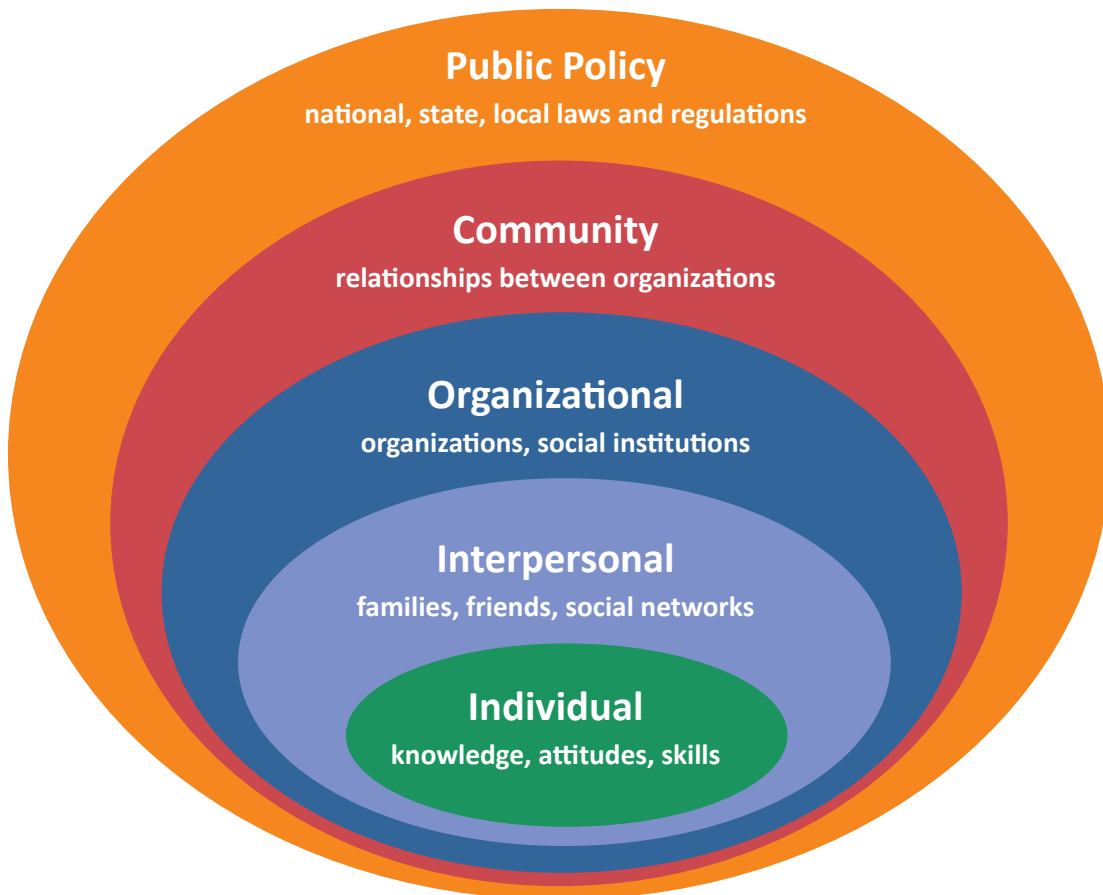 Public Policy
national, state, local laws and regulations
Community
relationships between organizations
Organizational
organizations, social institutions
Interpersonal
families, friends, social networks
Individual
knowledge, attitudes, skills